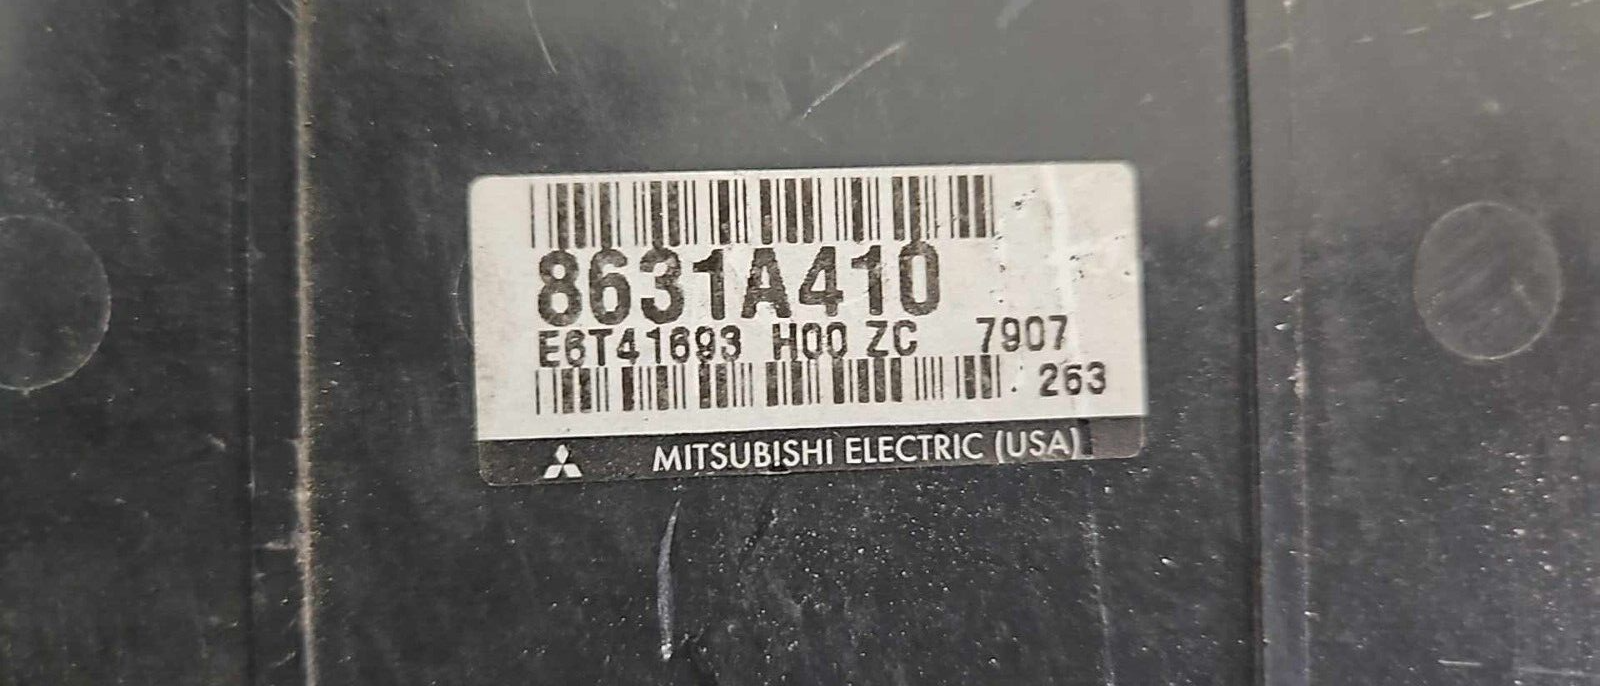 8631A410
E6T41693 H00 ZC 7907
263
MITSUBISHI ELECTRIC (USA)